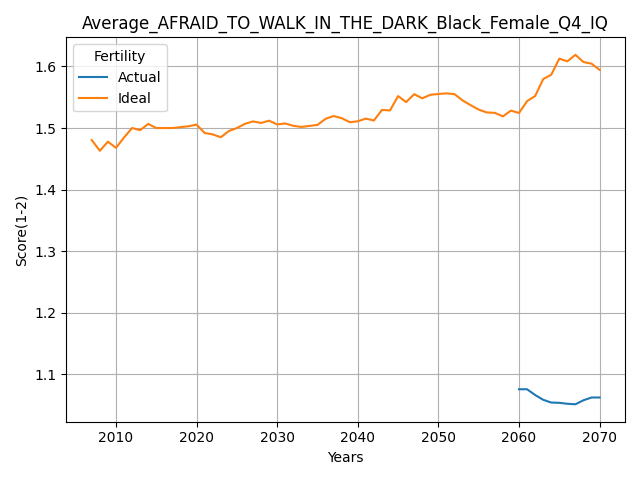 Average_AFRAID_TO_WALK_IN_THE_DARK_Black_Female_Q4_IQ
Fertility
Actual
Ideal
Score(1-2)
1.6
1.5
1.4
1.3
1.2
1.1
2010 2020 2030 2040 2050 2060 2070
Years